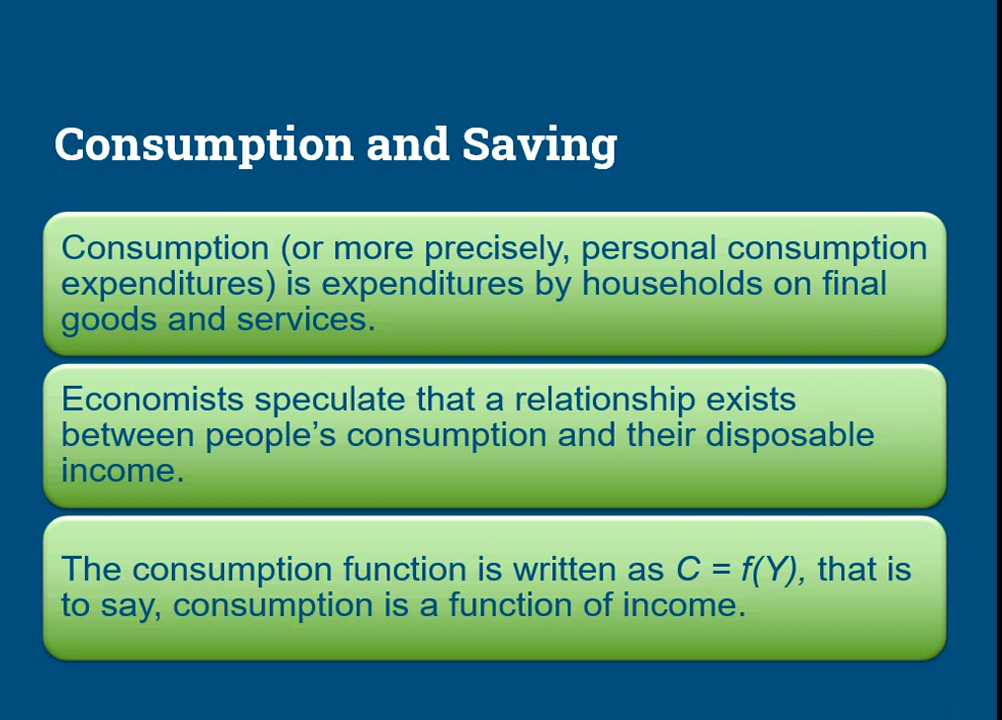 Consumption and Saving
Consumption (or more precisely, personal consumption
expenditures) is expenditures by households on final
goods and services.
Economists speculate that a relationship exists
between people’s consumption and their disposable
income.
The consumption function is written as C = f(Y), that is
to say, consumption is a function of income.